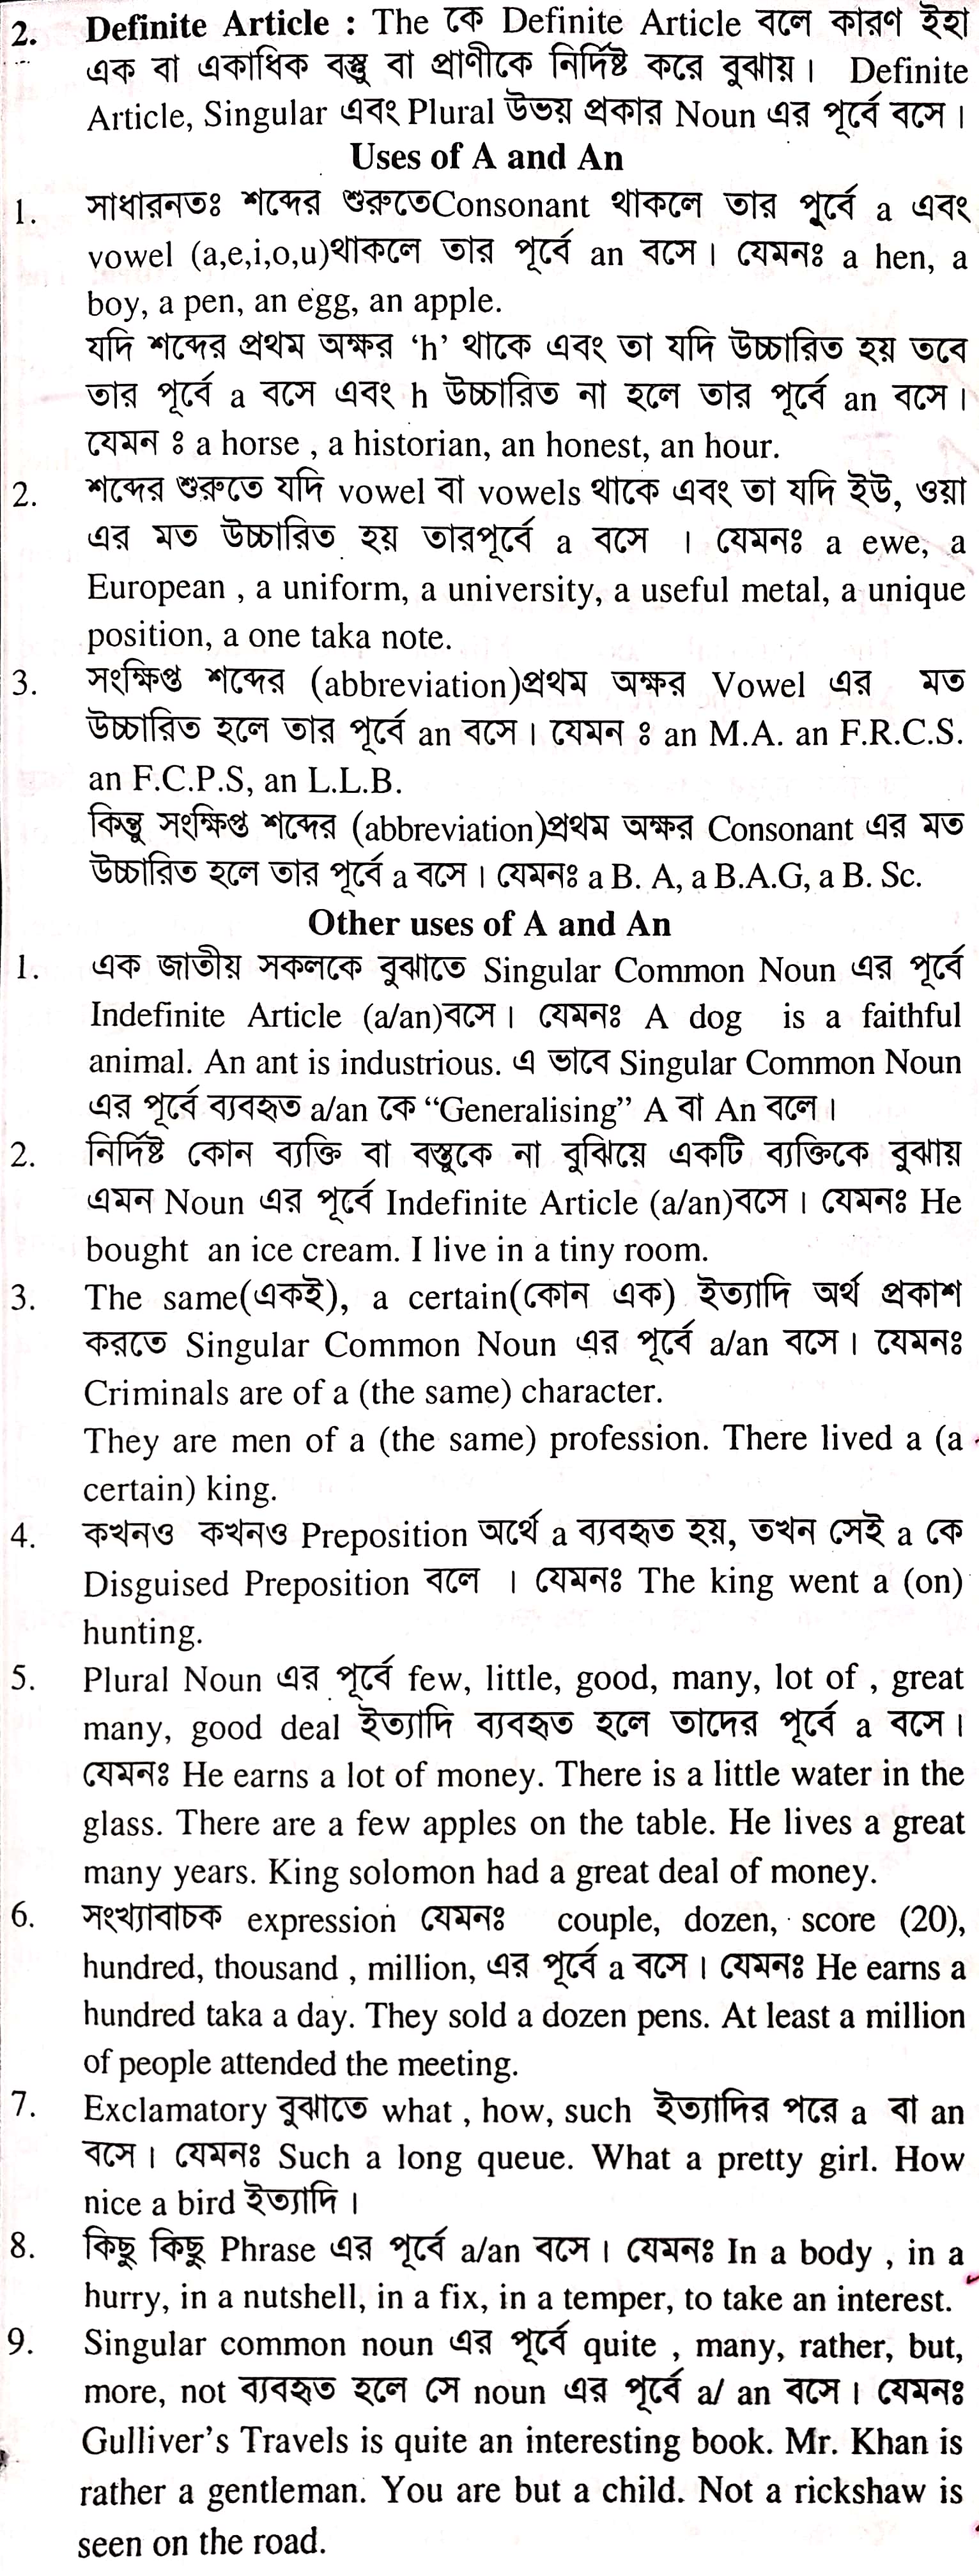 2. Definite Article : The কে Definite Article বলে কারণ ইহা
এক বা একাধিক বস্তু বা প্রাণীকে নির্দিষ্ট করে বুঝায়। Definite
Article, Singular এবং Plural উভয় প্রকার Noun এর পূর্বে বসে।
Uses of A and An
1. সাধারনতঃ শব্দের শুরুতেConsonant থাকলে তার পূর্বে a এবং
vowel (a,e,i,o,u)থাকলে তার পূর্বে an বসে। যেমনঃ a hen, a
boy, a pen, an egg, an apple.
যদি শব্দের প্রথম অক্ষর ‘h’ থাকে এবং তা যদি উচ্চারিত হয় তবে
তার পূর্বে a বসে এবং h উচ্চারিত না হলে তার পূর্বে an বসে।
যেমন ঃ a horse , a historian, an honest, an hour.
2. শব্দের শুরুতে যদি vowel বা vowels থাকে এবং তা যদি ইউ, ওয়া
এর মত উচ্চারিত হয় তারপূর্বে a বসে । যেমনঃ a ewe, a
European , a uniform, a university, a useful metal, a unique
position, a one taka note.
3. সংক্ষিপ্ত শব্দের (abbreviation)প্রথম অক্ষর Vowel এর মত
উচ্চারিত হলে তার পূর্বে an বসে। যেমন ঃ an M.A. an F.R.C.S.
an F.C.P.S, an L.L.B.
কিন্তু সংক্ষিপ্ত শব্দের (abbreviation)প্রথম অক্ষর Consonant এর মত
উচ্চারিত হলে তার পূর্বে a বসে। যেমনঃ a B. A, a B.A.G, a B. Sc.
Other uses of A and An
1. এক জাতীয় সকলকে বুঝাতে Singular Common Noun এর পূর্বে
Indefinite Article (a/an)বসে। যেমনঃ A dog is a faithful
animal. An ant is industrious. এ ভাবে Singular Common Noun
এর পূর্বে ব্যবহৃত a/an কে “Generalising” A বা An বলে।
2. নির্দিষ্ট কোন ব্যক্তি বা বস্তুকে না বুঝিয়ে একটি ব্যক্তিকে বুঝায়
এমন Noun এর পূর্বে Indefinite Article (a/an)বসে। যেমনঃ He
bought an ice cream. I live in a tiny room.
3. The same(একই), a certain(কোন এক) ইত্যাদি অর্থ প্রকাশ
করতে Singular Common Noun এর পূর্বে a/an বসে। যেমনঃ
Criminals are of a (the same) character.
They are men of a (the same) profession. There lived a (a
certain) king.
4. কখনও কখনও Preposition অর্থে a ব্যবহৃত হয়, তখন সেই a কে
Disguised Preposition বলে । যেমনঃ The king went a (on)
hunting.
5. Plural Noun এর পূর্বে few, little, good, many, lot of , great
many, good deal ইত্যাদি ব্যবহৃত হলে তাদের পূর্বে a বসে।
যেমনঃ He earns a lot of money. There is a little water in the
glass. There are a few apples on the table. He lives a great
many years. King solomon had a great deal of money.
6. সংখ্যাবাচক expression যেমনঃ couple, dozen, score (20),
hundred, thousand , million, এর পূর্বে a বসে। যেমনঃ He earns a
hundred taka a day. They sold a dozen pens. At least a million
of people attended the meeting.
7. Exclamatory বুঝাতে what , how, such ইত্যাদির পরে a বা an
বসে। যেমনঃ Such a long queue. What a pretty girl. How
nice a bird ইত্যাদি।
8. কিছু কিছু Phrase এর পূর্বে a/an বসে। যেমনঃ In a body , in a
hurry, in a nutshell, in a fix, in a temper, to take an interest.
9. Singular common noun এর পূর্বে quite , many, rather, but,
more, not ব্যবহৃত হলে সে noun এর পূর্বে a/ an বসে। যেমনঃ
Gulliver’s Travels is quite an interesting book. Mr. Khan is
rather a gentleman. You are but a child. Not a rickshaw is
seen on the road.